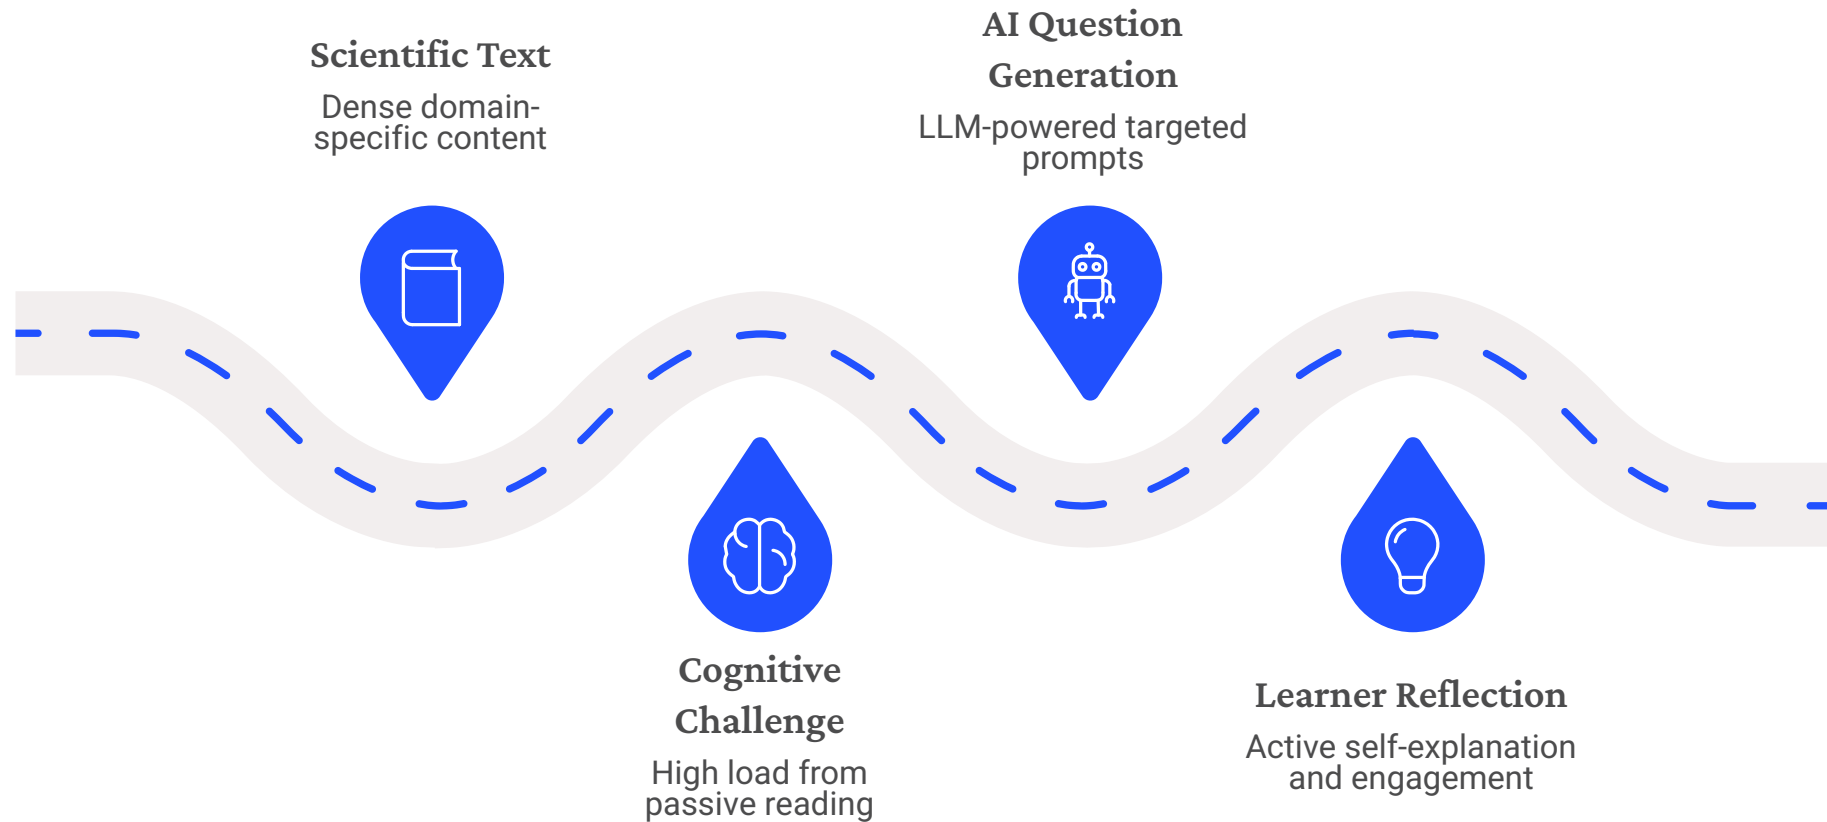 Scientific Text
Dense domain-
specific content
Cognitive
Challenge
High load from
passive reading
AI Question
Generation
LLM-powered targeted
prompts
Learner Reflection
Active self-explanation
and engagement